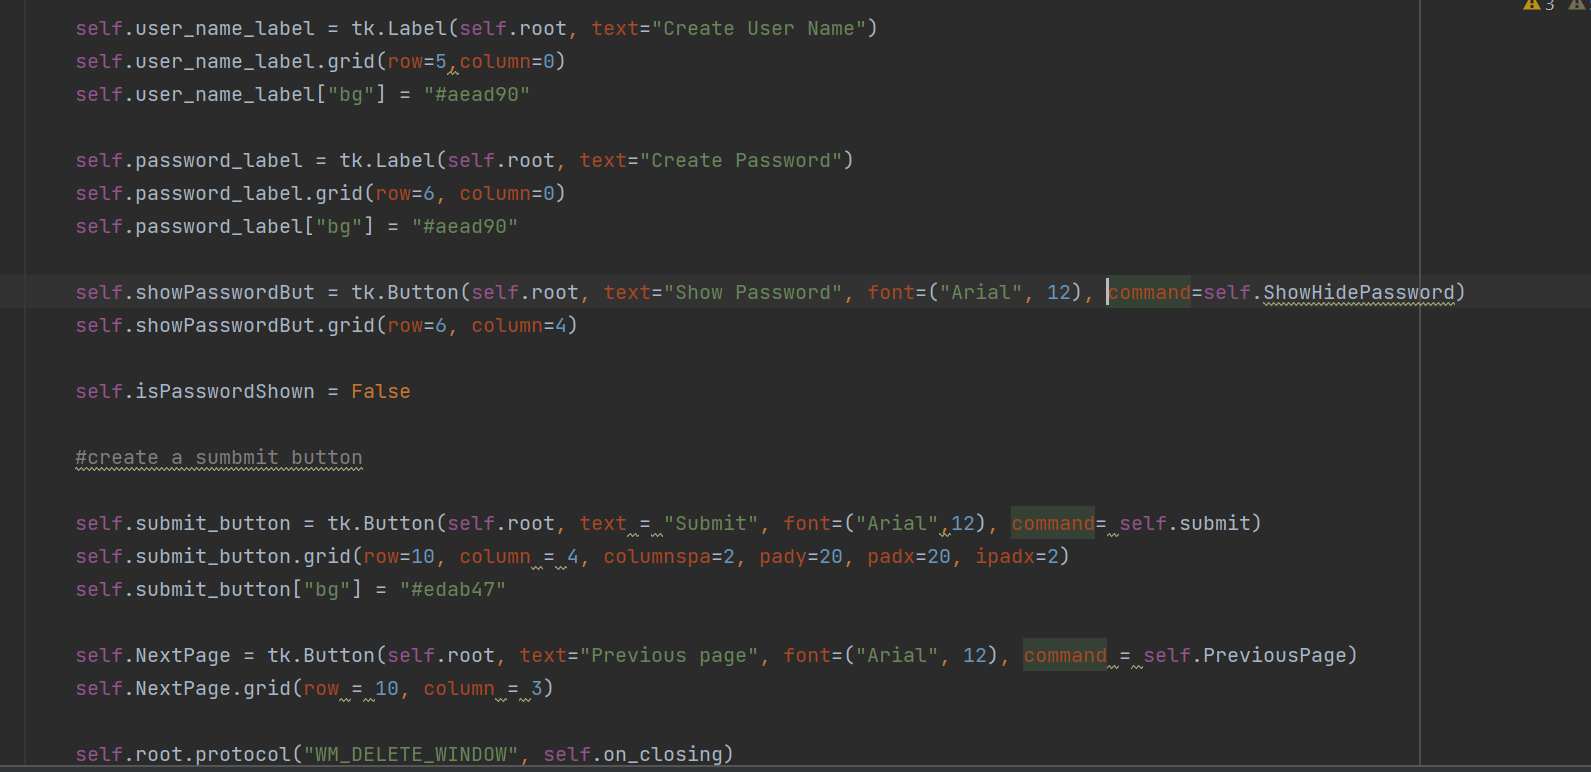 3
self.user_name_label = tk.Label(self.root, text="Create User Name")
self.user_name_label.grid(row=5,column=0)
self.user_name_label["bg"] = "#aead90"
self.password_label = tk.Label(self.root, text="Create Password")
self.password_label.grid(row=6, column=0)
self.password_label["bg"] = "#aead90"
self.showPasswordBut = tk.Button(self.root, text="Show Password", font=("Arial", 12), command=self.ShowHidePassword)
self.showPasswordBut.grid(row=6, column=4)
self.isPasswordShown = False
#create a sumbmit button
self.submit_button = tk.Button(self.root, text = "Submit", font=("Arial",12), command= self.submit)
self.submit_button.grid(row=10, column = 4, columnspa=2, pady=20, padx=20, ipadx=2)
self.submit_button["bg"] = "#edab47"
self.NextPage = tk.Button(self.root, text="Previous page", font=("Arial", 12), command = self.PreviousPage)
self.NextPage.grid(row = 10, column = 3)
self.root.protocol("WM_DELETE_WINDOW", self.on_closing)